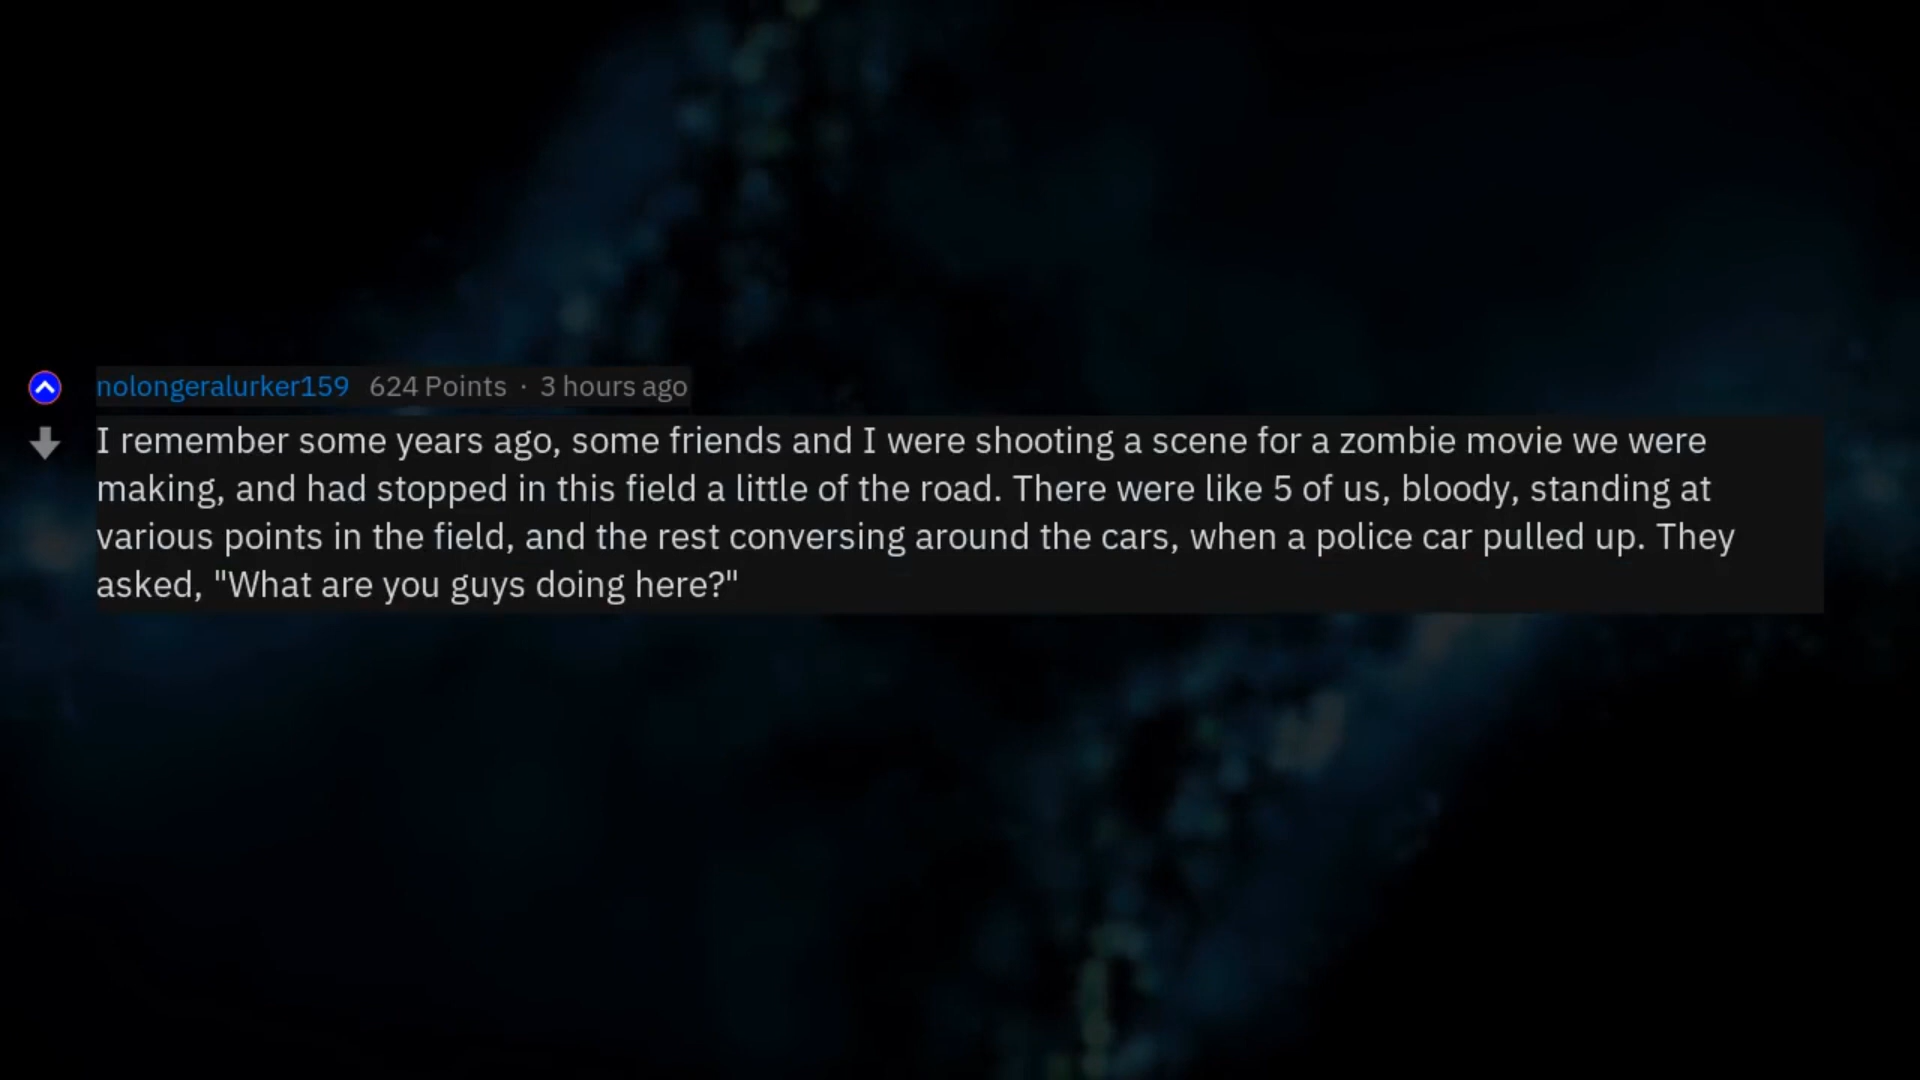 nolongeralurker159 624 Points · 3 hours ago
I remember some years ago, some friends and I were shooting a scene for a zombie movie we were
making, and had stopped in this field a little of the road. There were like 5 of us, bloody, standing at
various points in the field, and the rest conversing around the cars, when a police car pulled up. They
asked, "What are you guys doing here?"